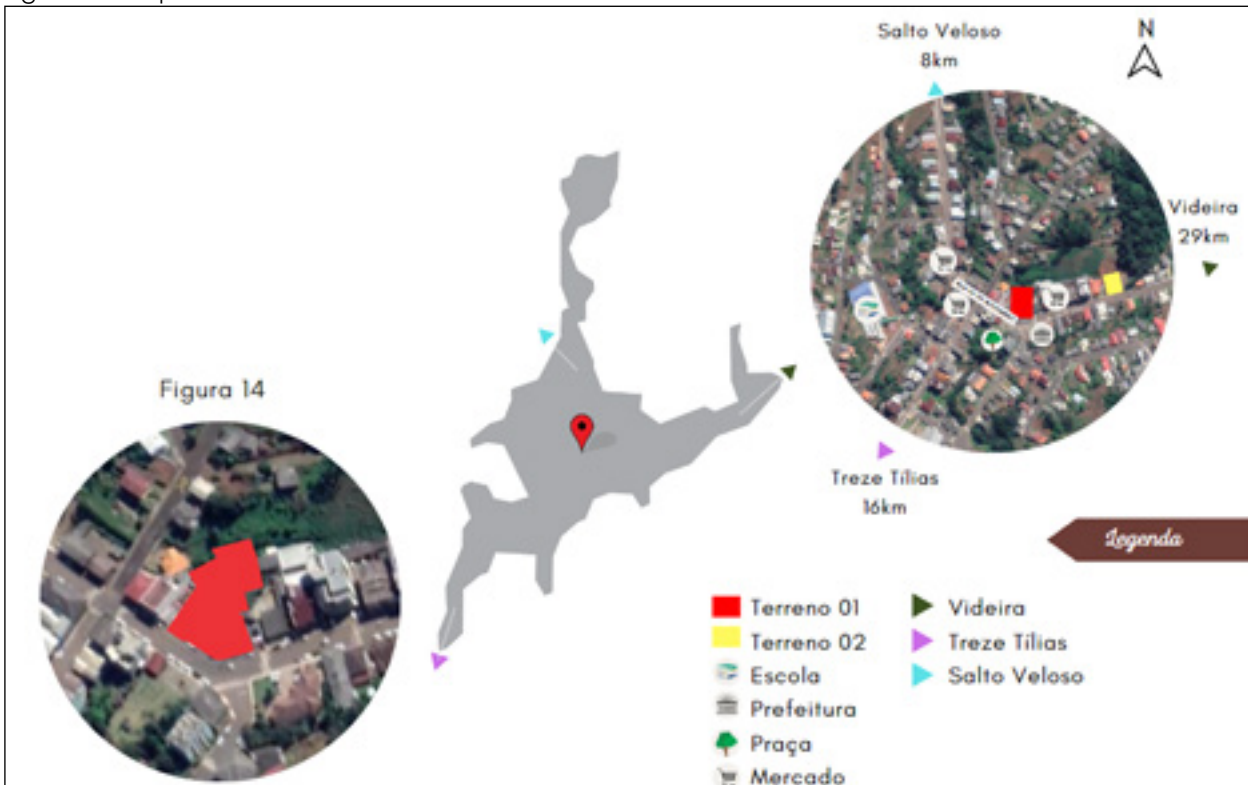 Salto Veloso
8km
N
Videira
29km
Figura 14
Treze Tílias
16km
Legenda
Terreno 01
Terreno 02
Escola
Prefeitura
Praça
Mercado
Videira
Treze Tílias
Salto Veloso